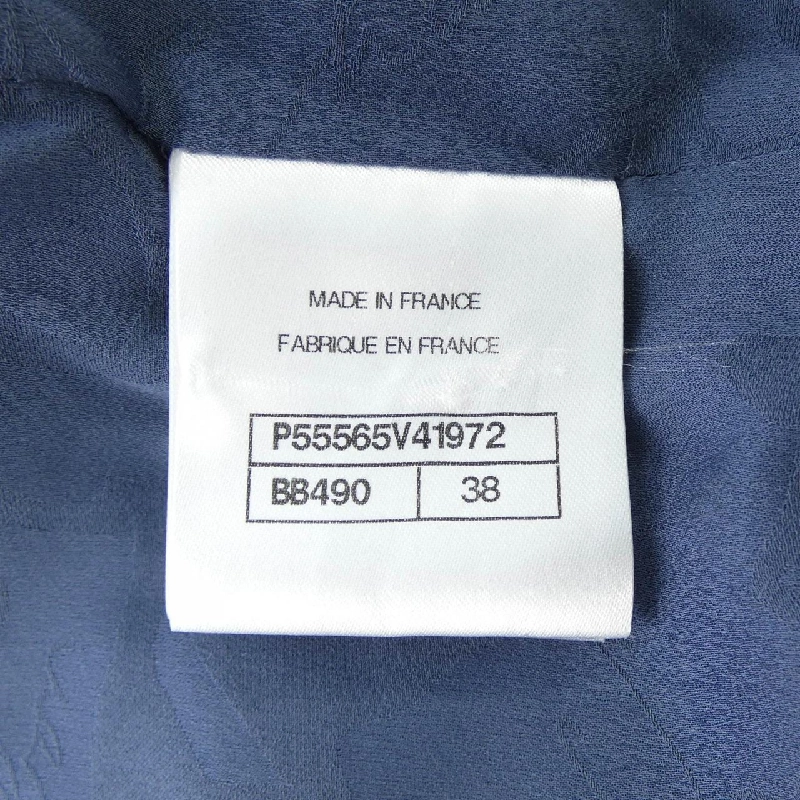 MADE IN FRANCE
FABRIQUE EN FRANCE
P55565V41972
BB490 38